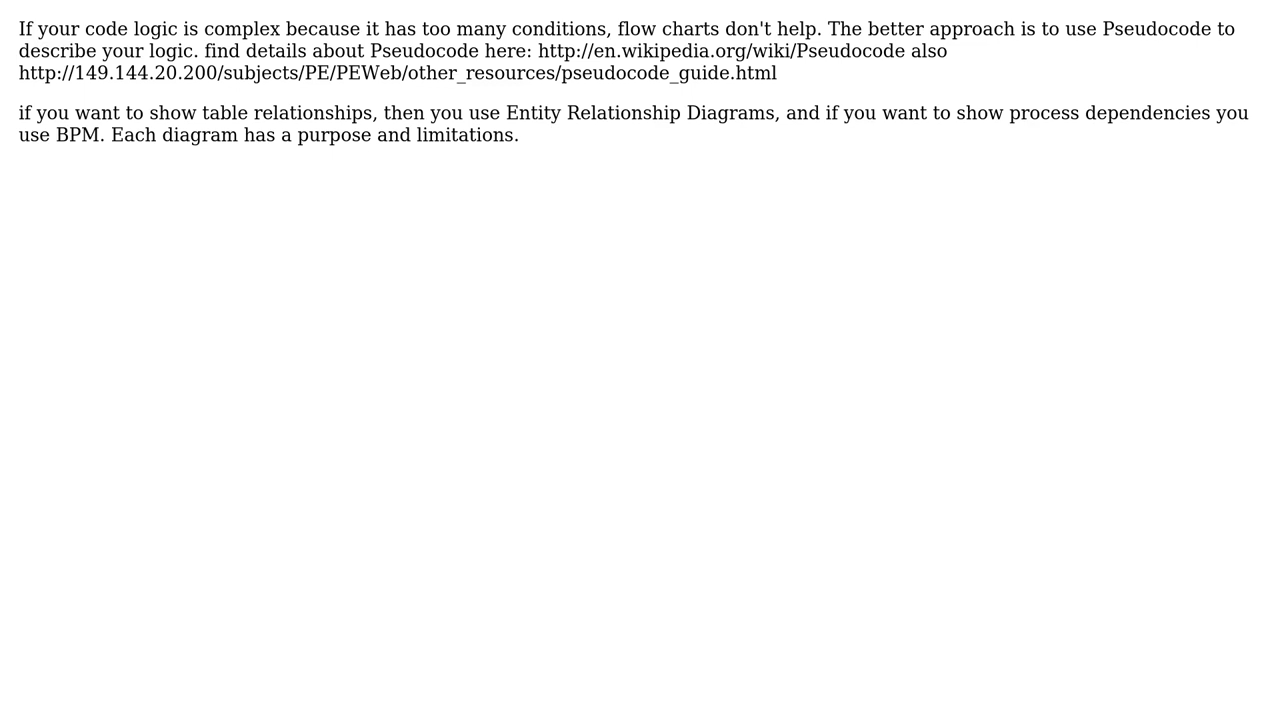 If your code logic is complex because it has too many conditions, flow charts don't help. The better approach is to use Pseudocode to
describe your logic. find details about Pseudocode here: http://en.wikipedia.org/wiki/Pseudocode also
http://149.144.20.200/subjects/PE/PEWeb/other_resources/pseudocode_guide.html
if you want to show table relationships, then you use Entity Relationship Diagrams, and if you want to show process dependencies you
use BPM. Each diagram has a purpose and limitations.